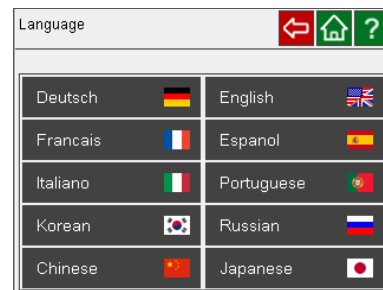 Language
?
Deutsch English
Francais Espanol
Italiano Portuguese
Korean Russian
Chinese Japanese